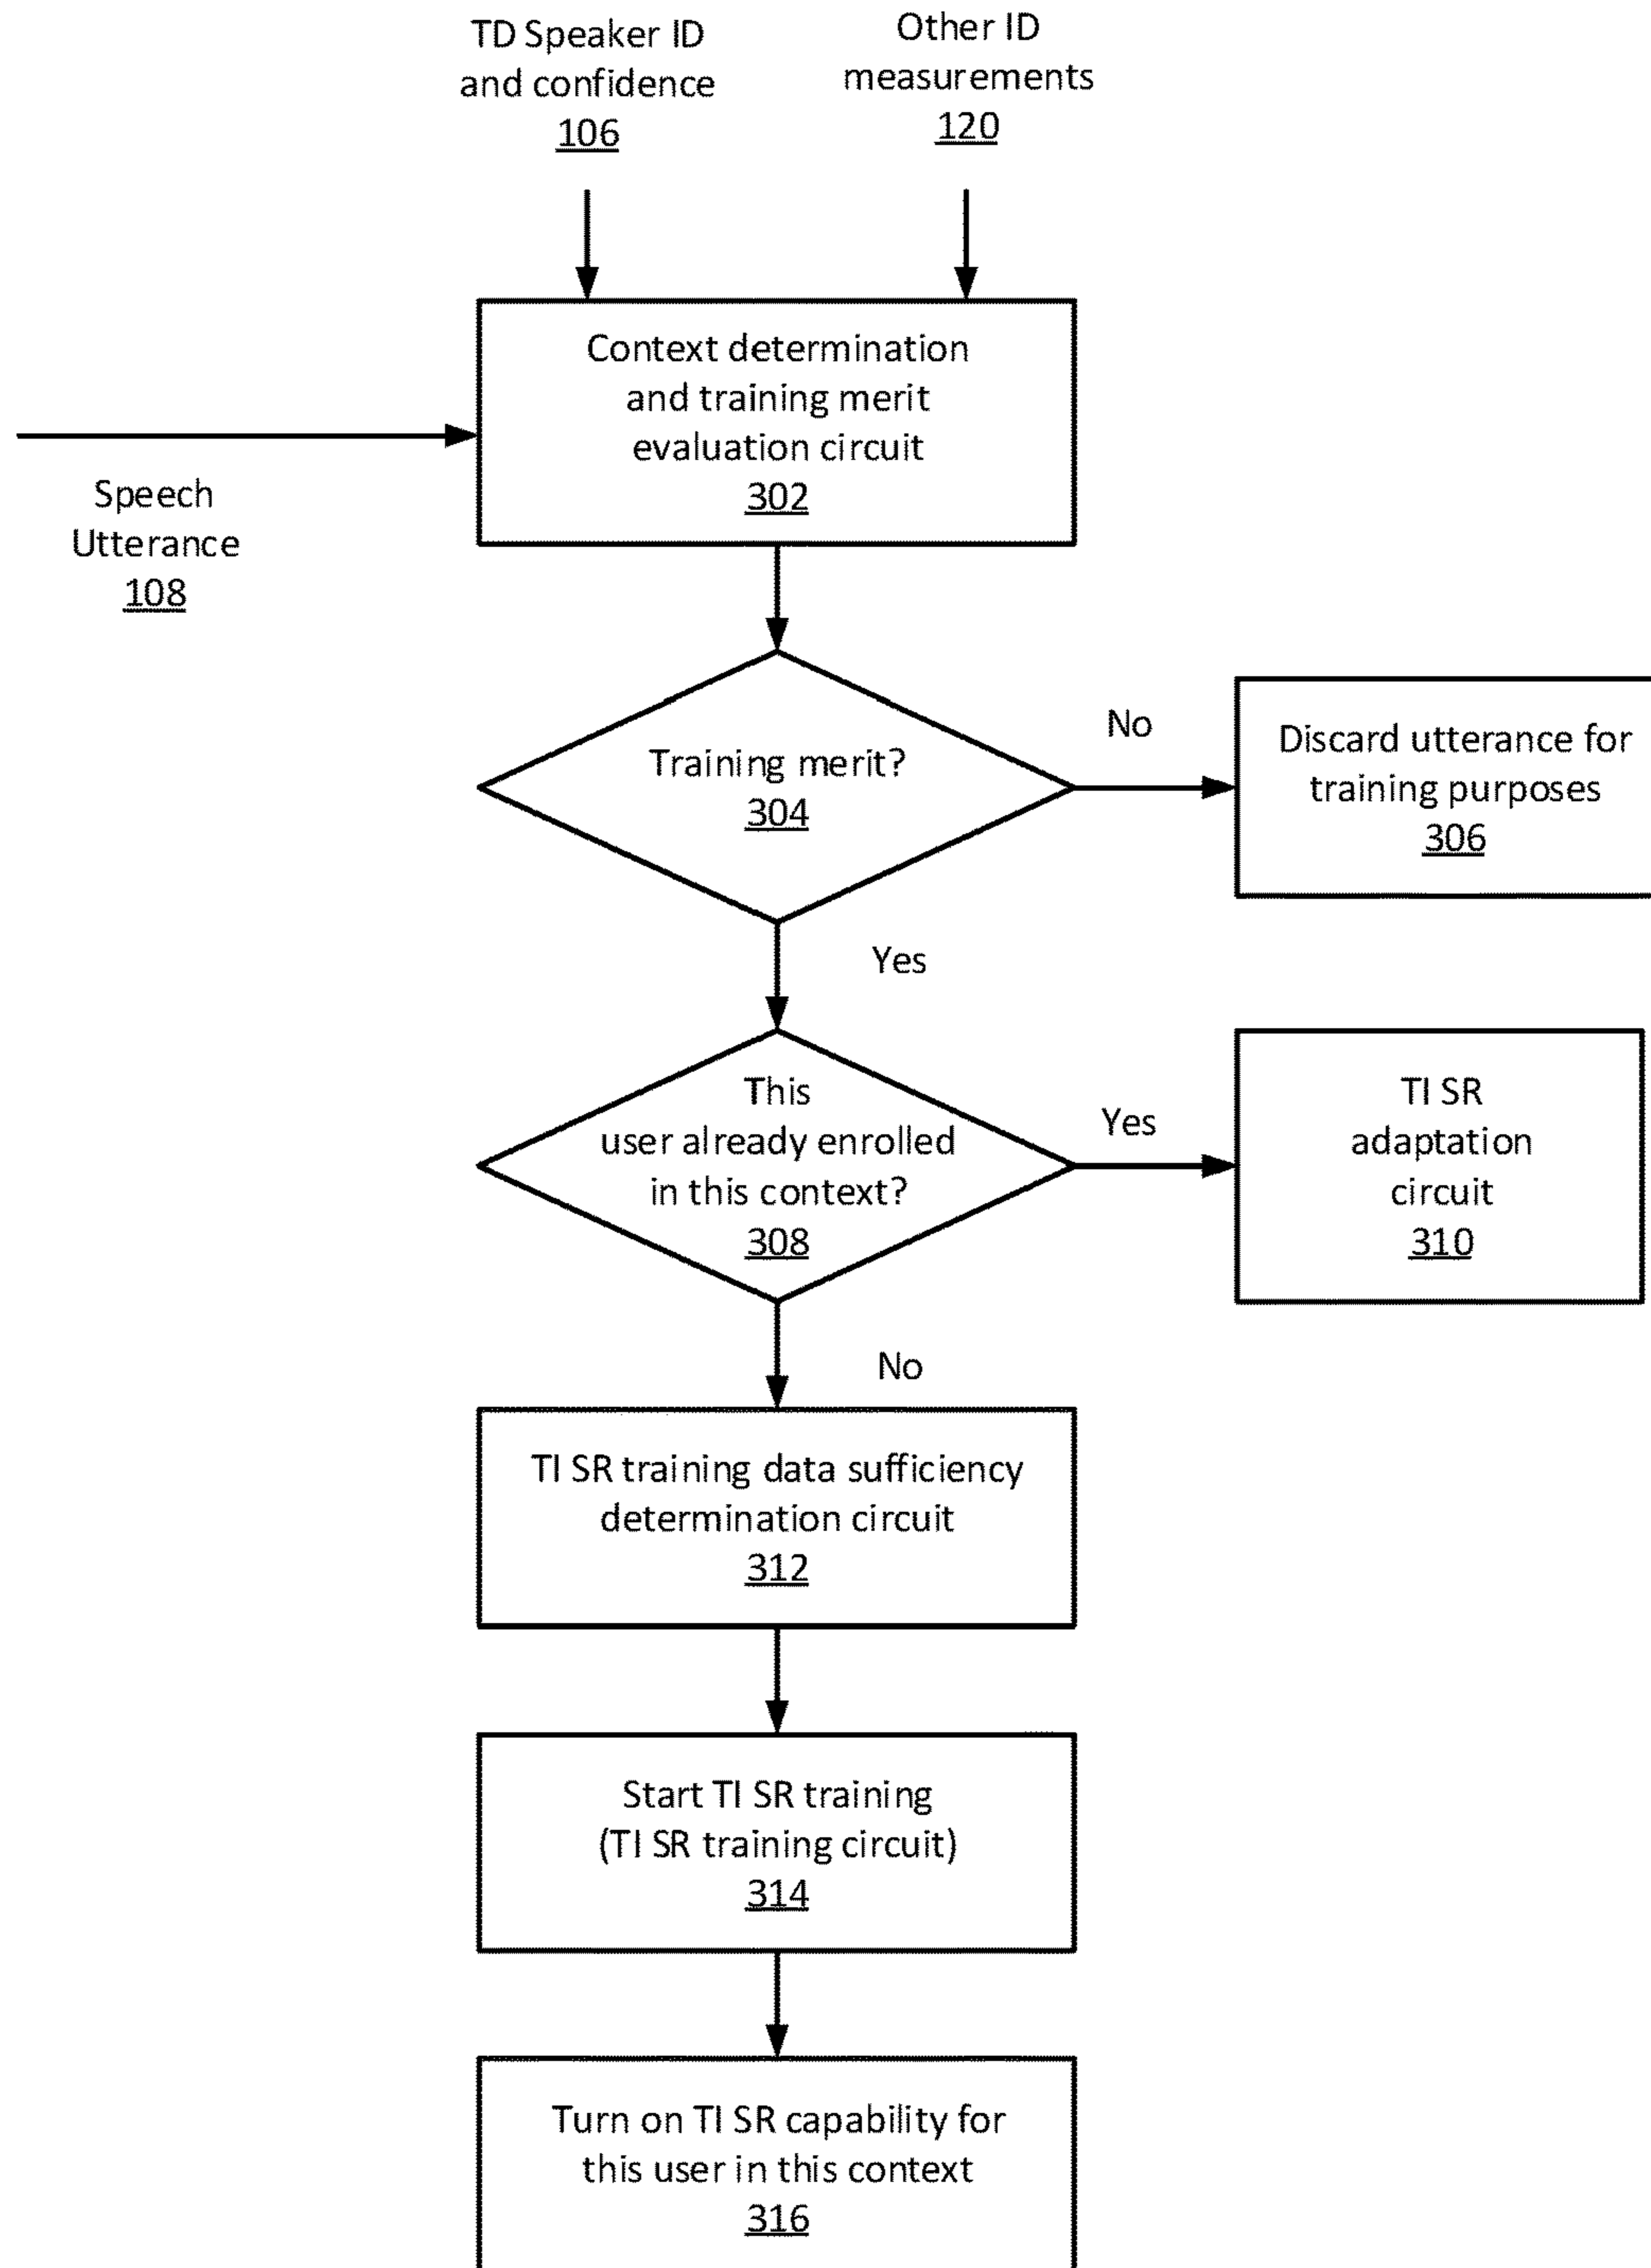 TD Speaker ID
and confidence
106
Other ID
measurements
120
Context determination
and training merit
evaluation circuit
302
Speech
Utterance
108
Training merit?
304
No
Discard utterance for
training purposes
306
Yes
This
user already enrolled
in this context?
308
Yes
TI SR
adaptation
circuit
310
No
TI SR training data sufficiency
determination circuit
312
Start TI SR training
(TI SR training circuit)
314
Turn on TI SR capability for
this user in this context
316